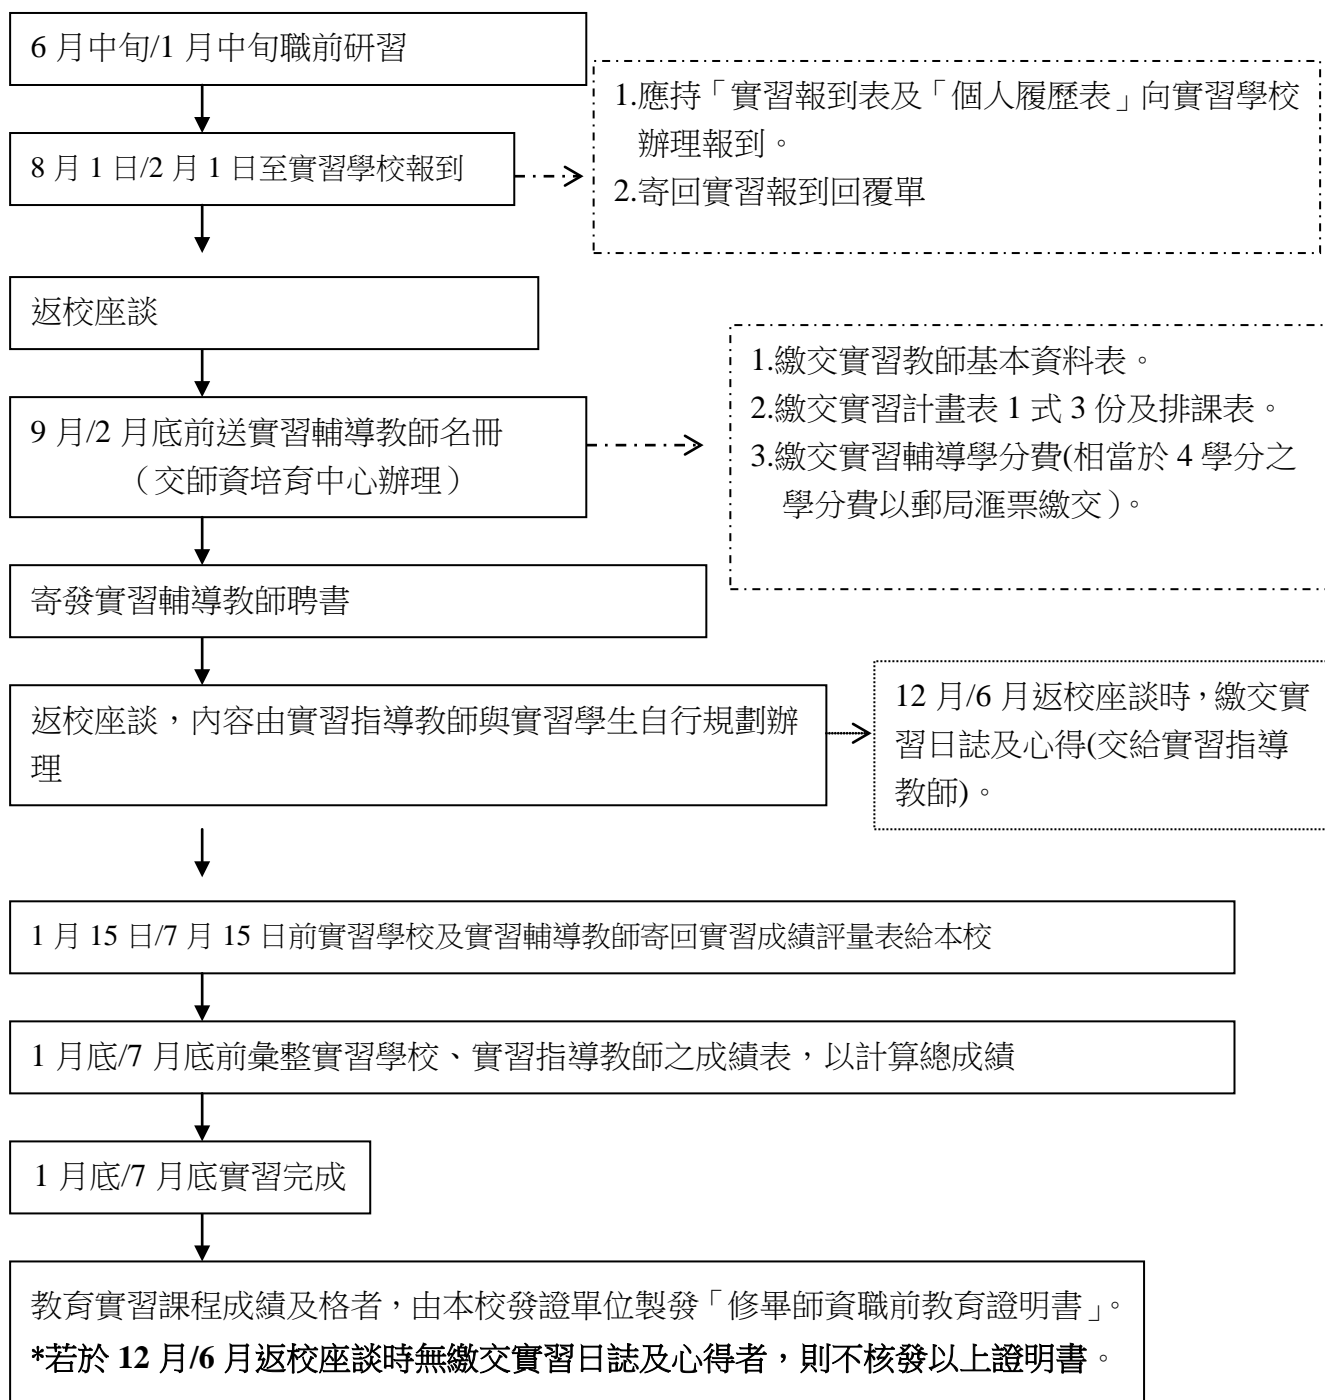 6 月中旬/1 月中旬職前研習
1.應持「實習報到表及「個人履歷表」向實習學校
辦理報到。
2.寄回實習報到回覆單
8 月 1 日/2 月 1 日至實習學校報到
返校座談
1.繳交實習教師基本資料表。
2.繳交實習計畫表 1 式 3 份及排課表。
3.繳交實習輔導學分費(相當於 4 學分之
學分費以郵局滙票繳交）。
9 月/2 月底前送實習輔導教師名冊
（交師資培育中心辦理）
寄發實習輔導教師聘書
返校座談，內容由實習指導教師與實習學生自行規劃辦
理
12 月/6 月返校座談時，繳交實
習日誌及心得(交給實習指導
教師)。
1 月 15 日/7 月 15 日前實習學校及實習輔導教師寄回實習成績評量表給本校
1 月底/7 月底前彙整實習學校、實習指導教師之成績表，以計算總成績
1 月底/7 月底實習完成
教育實習課程成績及格者，由本校發證單位製發「修畢師資職前教育證明書」。
*若於 12 月/6 月返校座談時無繳交實習日誌及心得者，則不核發以上證明書。